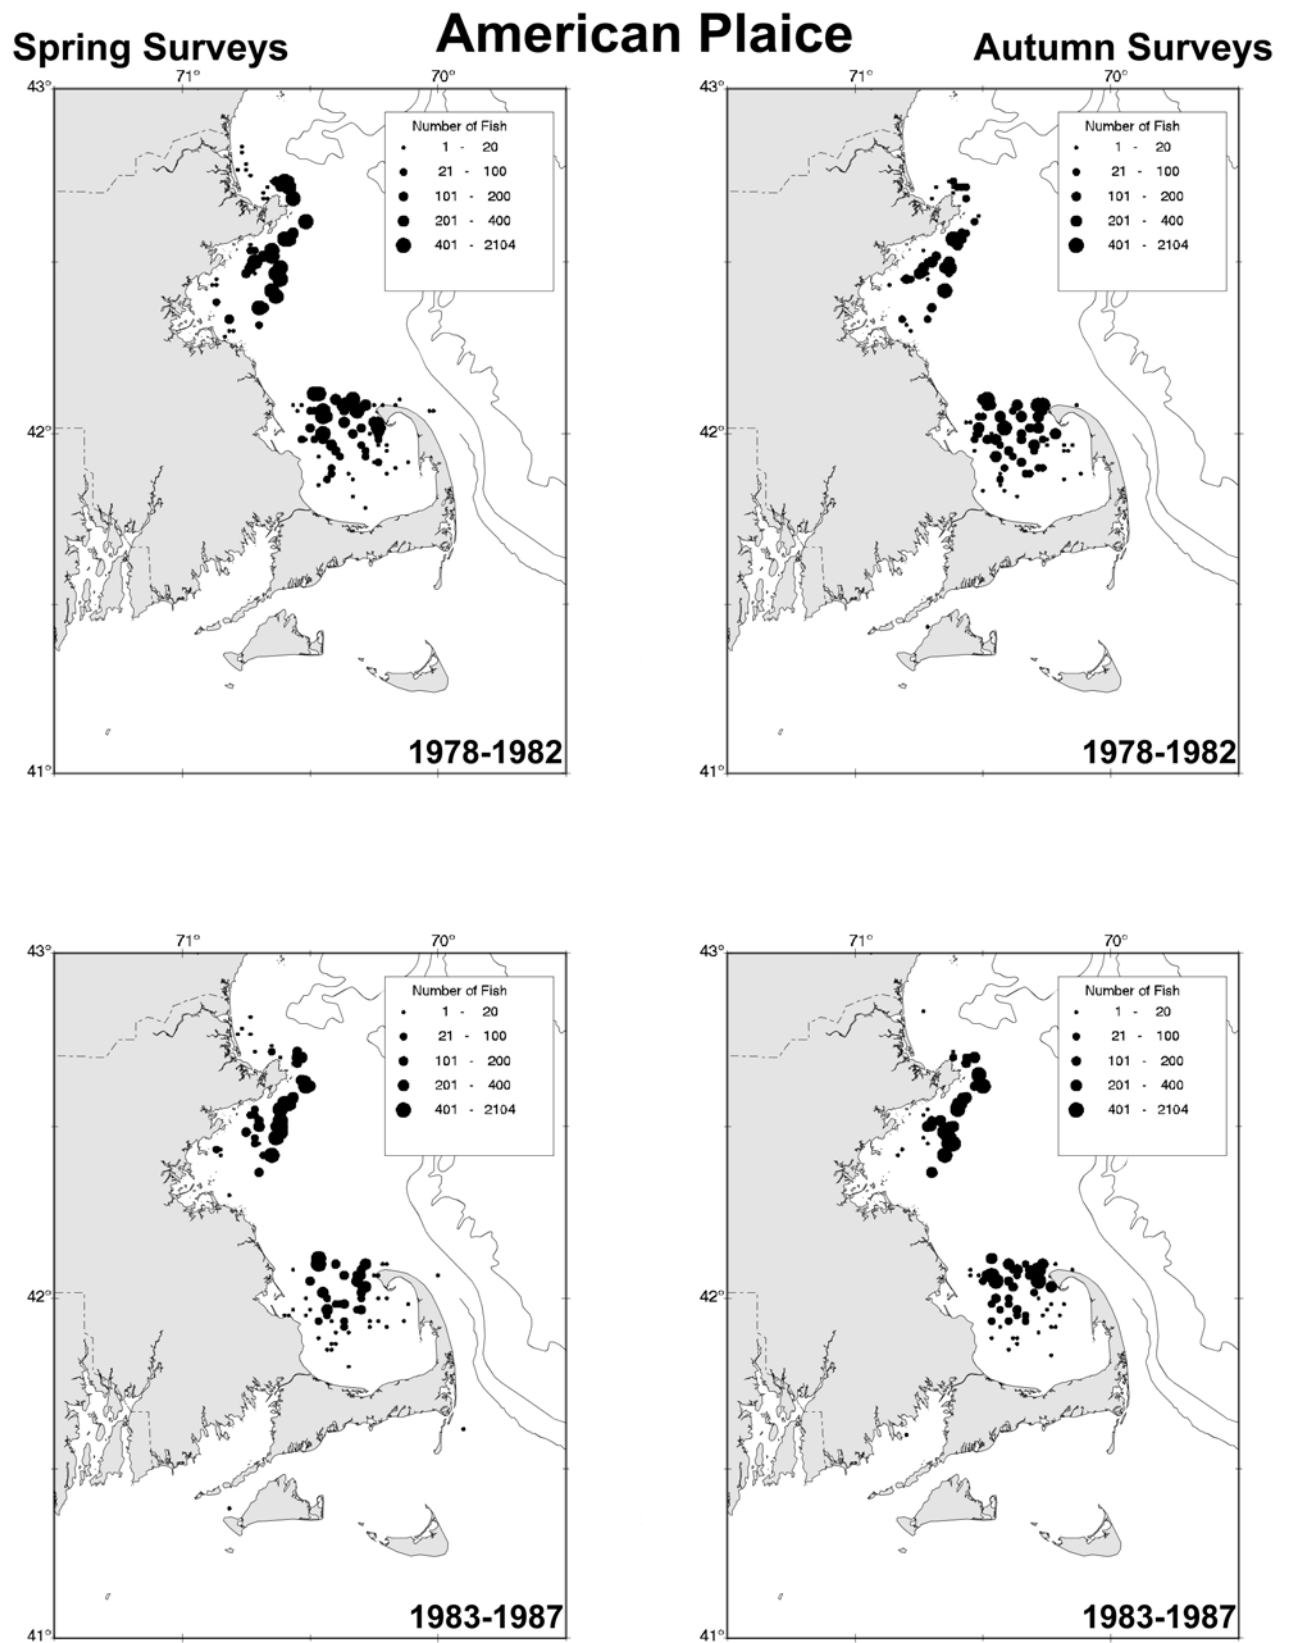 American Plaice
Spring Surveys
Autumn Surveys
71° 70°
43°
Number of Fish
1 - 20
21 - 100
101 - 200
201 - 400
401 - 2104
42°
1978-1982
41°
71° 70°
43°
Number of Fish
1 - 20
21 - 100
101 - 200
201 - 400
401 - 2104
42°
1978-1982
41°
71° 70°
43°
Number of Fish
1 - 20
21 - 100
101 - 200
201 - 400
401 - 2104
42°
1983-1987
41°
71° 70°
43°
Number of Fish
1 - 20
21 - 100
101 - 200
201 - 400
401 - 2104
42°
1983-1987
41°